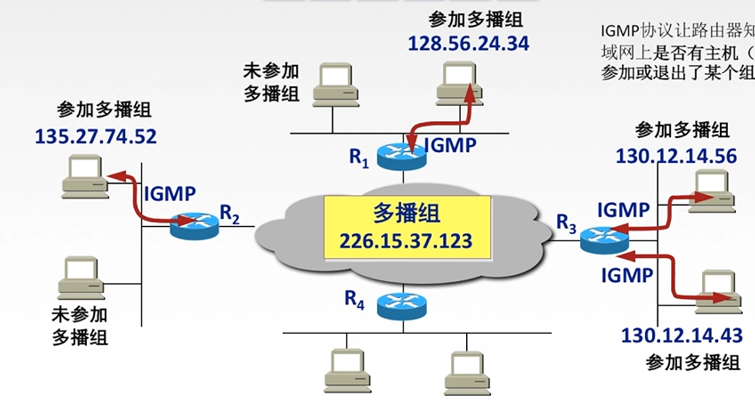 参加多播组
128.56.24.34
IGMP协议让路由器知
域网上是否有主机（
参加或退出了某个组
未参加
多播组
参加多播组
135.27.74.52
R1
IGMP
参加多播组
130.12.14.56
IGMP
R2
多播组
226.15.37.123
R3
IGMP
IGMP
R4
未参加
多播组
130.12.14.43
参加多播组